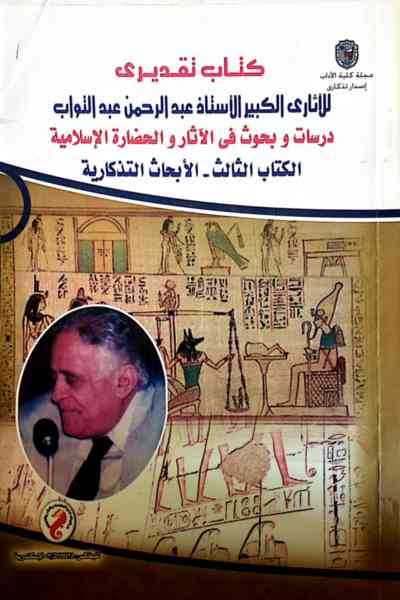 مجلة كلية الآداب
إصدار تذكارى
كتاب تقديرى
للآثارى الكبير الأستاذ عبد الرحمن عبد التواب
درسات و بحوث فى الآثار و الحضارة الإسلامية
الكتاب الثالث - الأبحاث التذكارية